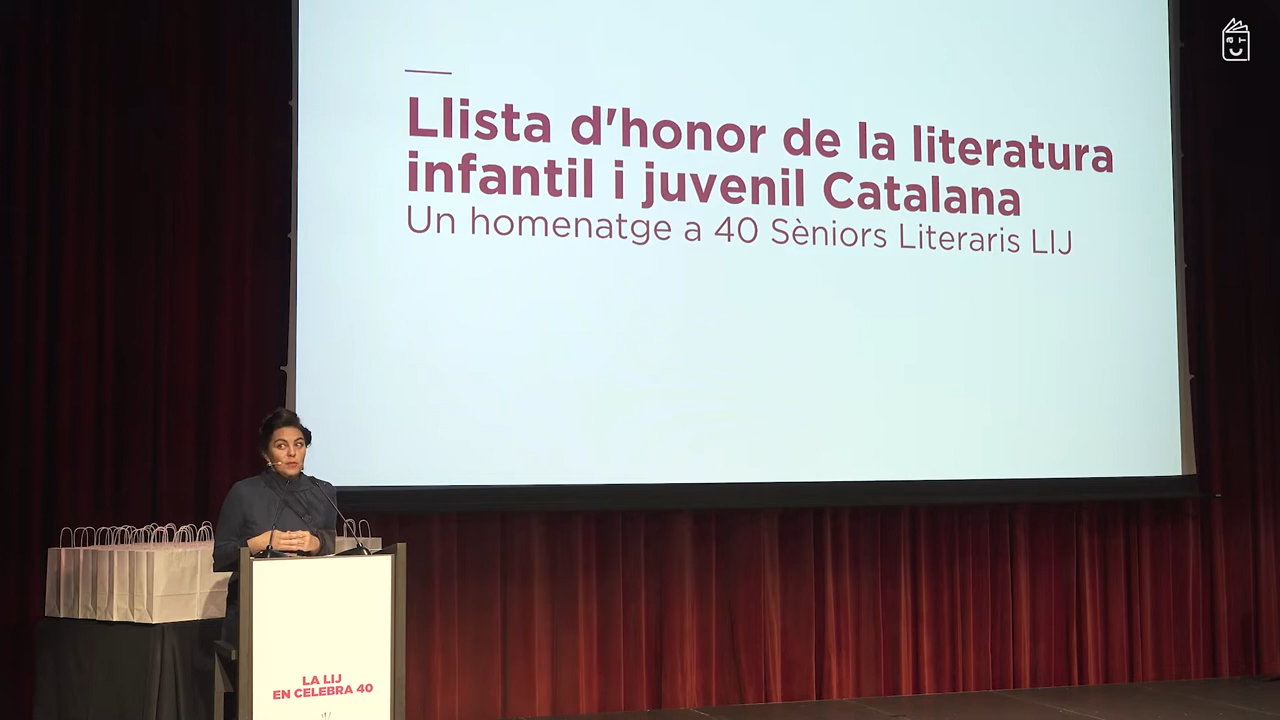 Llista d'honor de la literatura
infantil i juvenil Catalana
Un homenatge a 40 Sèniors Literaris LIJ
LA LIJ
EN CELEBRA 40